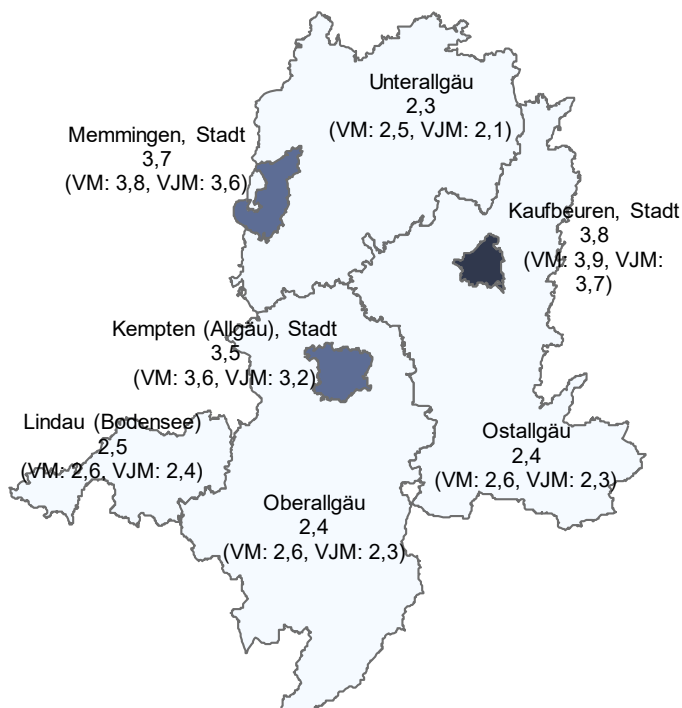 Unterallgäu
2,3
(VM: 2,5, VJM: 2,1)
Memmingen, Stadt
3,7
(VM: 3,8, VJM: 3,6)
Kaufbeuren, Stadt
3,8
(VM: 3,9, VJM:
3,7)
Kempten (Allgäu), Stadt
3,5
(VM: 3,6, VJM: 3,2)
Lindau (Bodensee)
2,5
(VM: 2,6, VJM: 2,4)
Ostallgäu
2,4
(VM: 2,6, VJM: 2,3)
Oberallgäu
2,4
(VM: 2,6, VJM: 2,3)